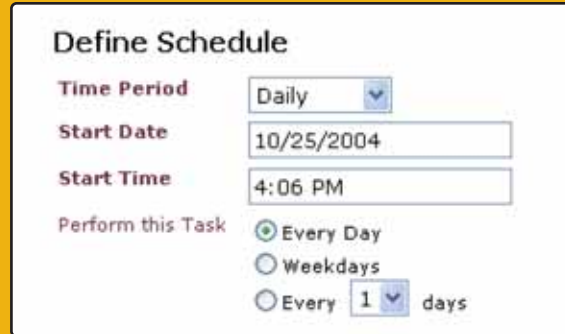 Define Schedule
Time Period Daily
Start Date 10/25/2004
Start Time 4:06 PM
Perform this Task Every Day
Weekdays
Every 1 days